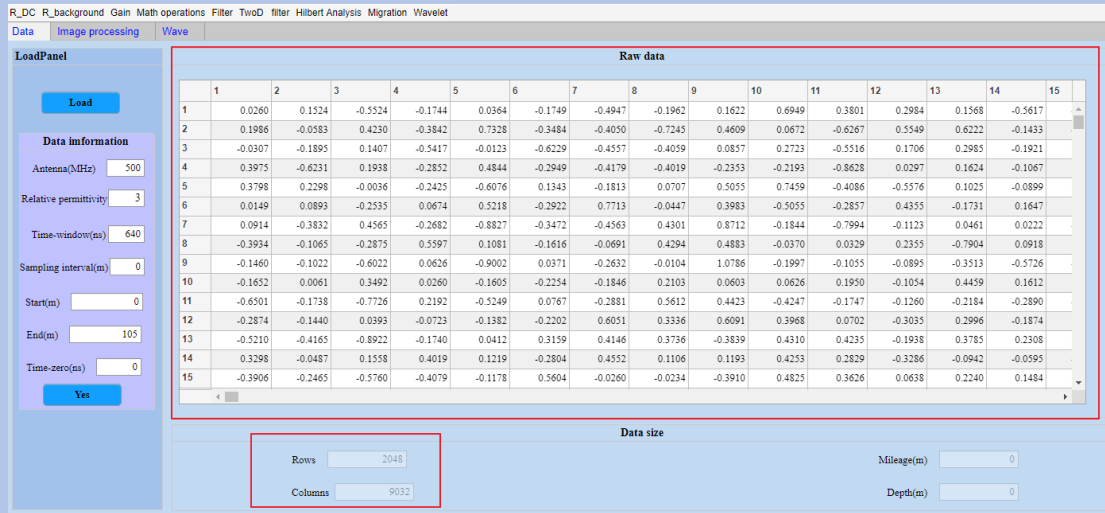 R_DC R_background Gain Math operations Filter TwoD filter Hilbert Analysis Migration Wavelet
Data Image processing Wave
LoadPanel
Load
Data imformation
Antenna(MHz) 500
Relative permittivity 3
Time-window(ns) 640
Sampling interval(m) 0
Start(m) 0
End(m) 105
Time-zero(ns) 0
Yes
Raw data
1 2 3 4 5 6 7 8 9 10 11 12 13 14 15
1 0.0260 0.1524 -0.5524 -0.1744 0.0364 -0.1749 -0.4947 -0.1962 0.1622 0.6949 0.3801 0.2984 0.1568 -0.5617
2 0.1986 -0.0583 0.4230 -0.3842 0.7328 -0.3484 -0.4050 -0.7245 0.4609 0.0672 -0.6267 0.5549 0.6222 -0.1433
3 -0.0307 -0.1895 0.1407 -0.5417 -0.0123 -0.6229 -0.4557 -0.4059 0.0857 0.2723 -0.5516 0.1706 0.2985 -0.1921
4 0.3975 -0.6231 0.1938 -0.2852 0.4844 -0.2949 -0.4179 -0.4019 -0.2353 -0.2193 -0.8628 0.0297 0.1624 -0.1067
5 0.3798 0.2298 -0.0036 -0.2425 -0.6076 0.1343 -0.1813 0.0707 0.5055 0.7459 -0.4086 -0.5576 0.1025 -0.0899
6 0.0149 0.0893 -0.2535 0.0674 0.5218 -0.2922 0.7713 -0.0447 0.3983 -0.5055 -0.2857 0.4355 -0.1731 0.1647
7 0.0914 -0.3832 0.4565 -0.2682 -0.8827 -0.3472 -0.4563 0.4301 0.8712 -0.1844 -0.7994 -0.1123 0.0461 0.0222
8 -0.3934 -0.1065 -0.2875 0.5597 0.1081 -0.1616 -0.0691 0.4294 0.4883 -0.0370 0.0329 0.2355 -0.7904 0.0918
9 -0.1460 -0.1022 -0.6022 0.0626 -0.9002 0.0371 -0.2632 -0.0104 1.0786 -0.1997 -0.1055 -0.0895 -0.3513 -0.5726
10 -0.1652 0.0061 0.3492 0.0260 -0.1605 -0.2254 -0.1846 0.2103 0.0603 0.0626 0.1950 -0.1054 0.4459 0.1612
11 -0.6501 -0.1738 -0.7726 0.2192 -0.5249 0.0767 -0.2881 0.5612 0.4423 -0.4247 -0.1747 -0.1260 -0.2184 -0.2890
12 -0.2874 -0.1440 0.0393 -0.0723 -0.1382 -0.2202 0.6051 0.3336 0.6091 0.3968 0.0702 -0.3035 0.2996 -0.1874
13 -0.5210 -0.4165 -0.8922 -0.1740 0.0412 0.3159 0.4146 0.3736 -0.3839 0.4310 0.4235 -0.1938 0.3785 0.2308
14 0.3298 -0.0487 0.1558 0.4019 0.1219 -0.2804 0.4552 0.1106 0.1193 0.4253 0.2829 -0.3286 -0.0942 -0.0595
15 -0.3906 -0.2465 -0.5760 -0.4079 -0.1178 0.5604 -0.0260 -0.0234 -0.3910 0.4825 0.3626 0.0638 0.2240 0.1484
Data size
Rows 2048 Mileage(m) 0
Columns 9032 Depth(m) 0